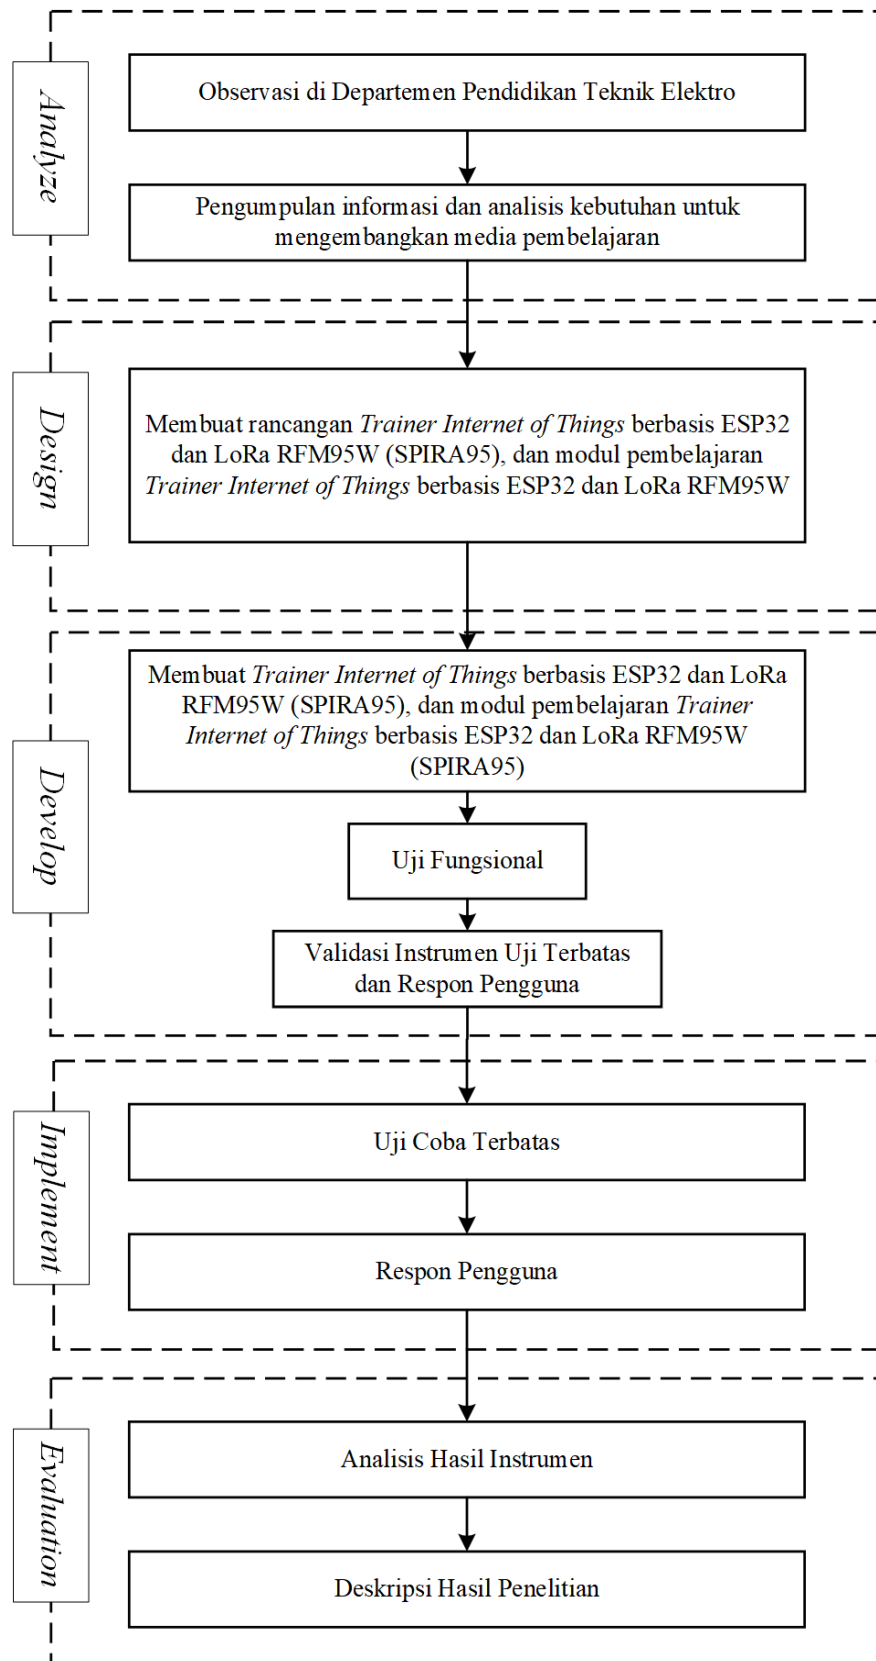 Analyze
Observasi di Departemen Pendidikan Teknik Elektro
Pengumpulan informasi dan analisis kebutuhan untuk
mengembangkan media pembelajaran
Design
Membuat rancangan Trainer Internet of Things berbasis ESP32
dan LoRa RFM95W (SPIRA95), dan modul pembelajaran
Trainer Internet of Things berbasis ESP32 dan LoRa RFM95W
Develop
Membuat Trainer Internet of Things berbasis ESP32 dan LoRa
RFM95W (SPIRA95), dan modul pembelajaran Trainer
Internet of Things berbasis ESP32 dan LoRa RFM95W
(SPIRA95)
Uji Fungsional
Validasi Instrumen Uji Terbatas
dan Respon Pengguna
Implement
Uji Coba Terbatas
Respon Pengguna
Evaluation
Analisis Hasil Instrumen
Deskripsi Hasil Penelitian